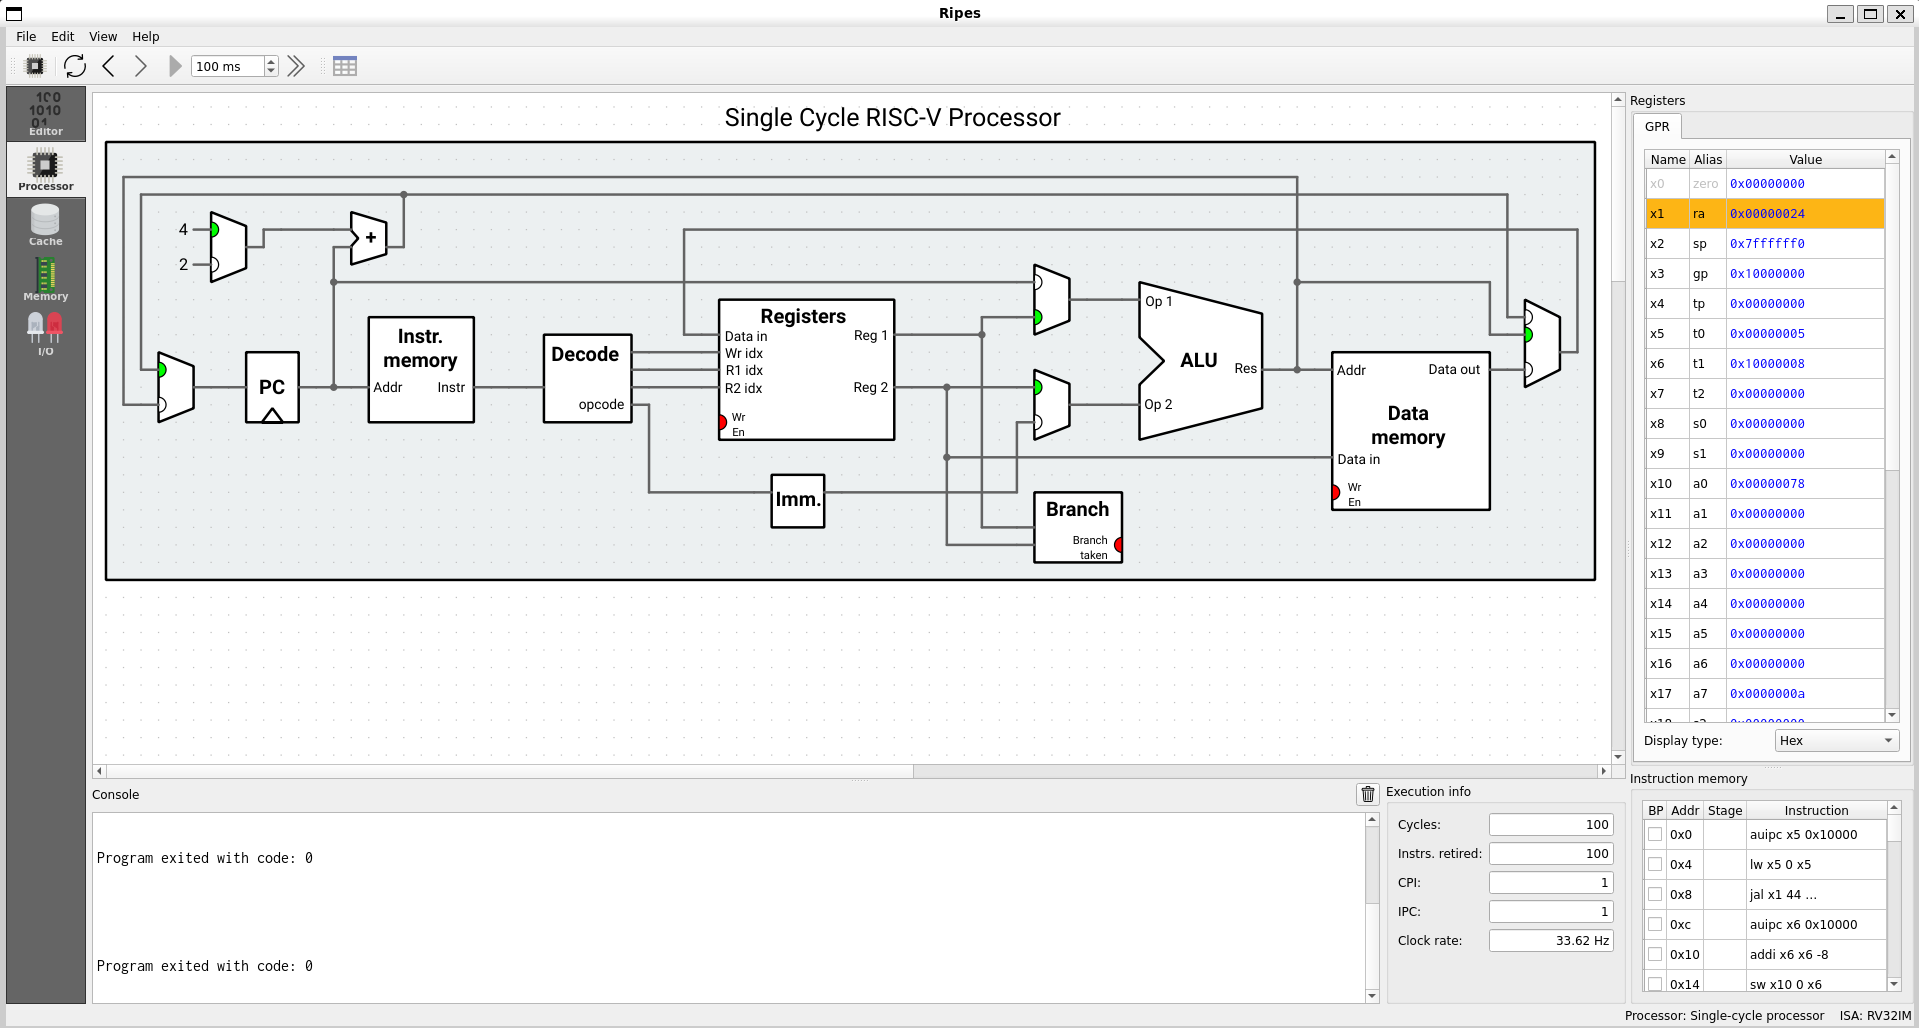 Ripes
File Edit View Help
100 ms
Editor
Processor
Cache
Memory
I/O
Single Cycle RISC-V Processor
4
2
+
PC
Instr. memory
Addr Instr
Decode
opcode
Registers
Data in
Wr idx
R1 idx
R2 idx
Wr En
Reg 1
Reg 2
Imm.
Op 1
ALU
Op 2
Res
Branch
Branch taken
Addr Data out
Data memory
Data in
Wr En
Registers
GPR
Name Alias Value
x0 zero 0x00000000
x1 ra 0x00000024
x2 sp 0x7ffffff0
x3 gp 0x10000000
x4 tp 0x00000000
x5 t0 0x00000005
x6 t1 0x10000008
x7 t2 0x00000000
x8 s0 0x00000000
x9 s1 0x00000000
x10 a0 0x00000078
x11 a1 0x00000000
x12 a2 0x00000000
x13 a3 0x00000000
x14 a4 0x00000000
x15 a5 0x00000000
x16 a6 0x00000000
x17 a7 0x0000000a
Display type: Hex
Console
Program exited with code: 0
Program exited with code: 0
Execution info
Cycles: 100
Instrs. retired: 100
CPI: 1
IPC: 1
Clock rate: 33.62 Hz
Instruction memory
BP Addr Stage Instruction
0x0 auipc x5 0x10000
0x4 lw x5 0 x5
0x8 jal x1 44 ...
0xc auipc x6 0x10000
0x10 addi x6 x6 -8
0x14 sw x10 0 x6
Processor: Single-cycle processor ISA: RV32IM